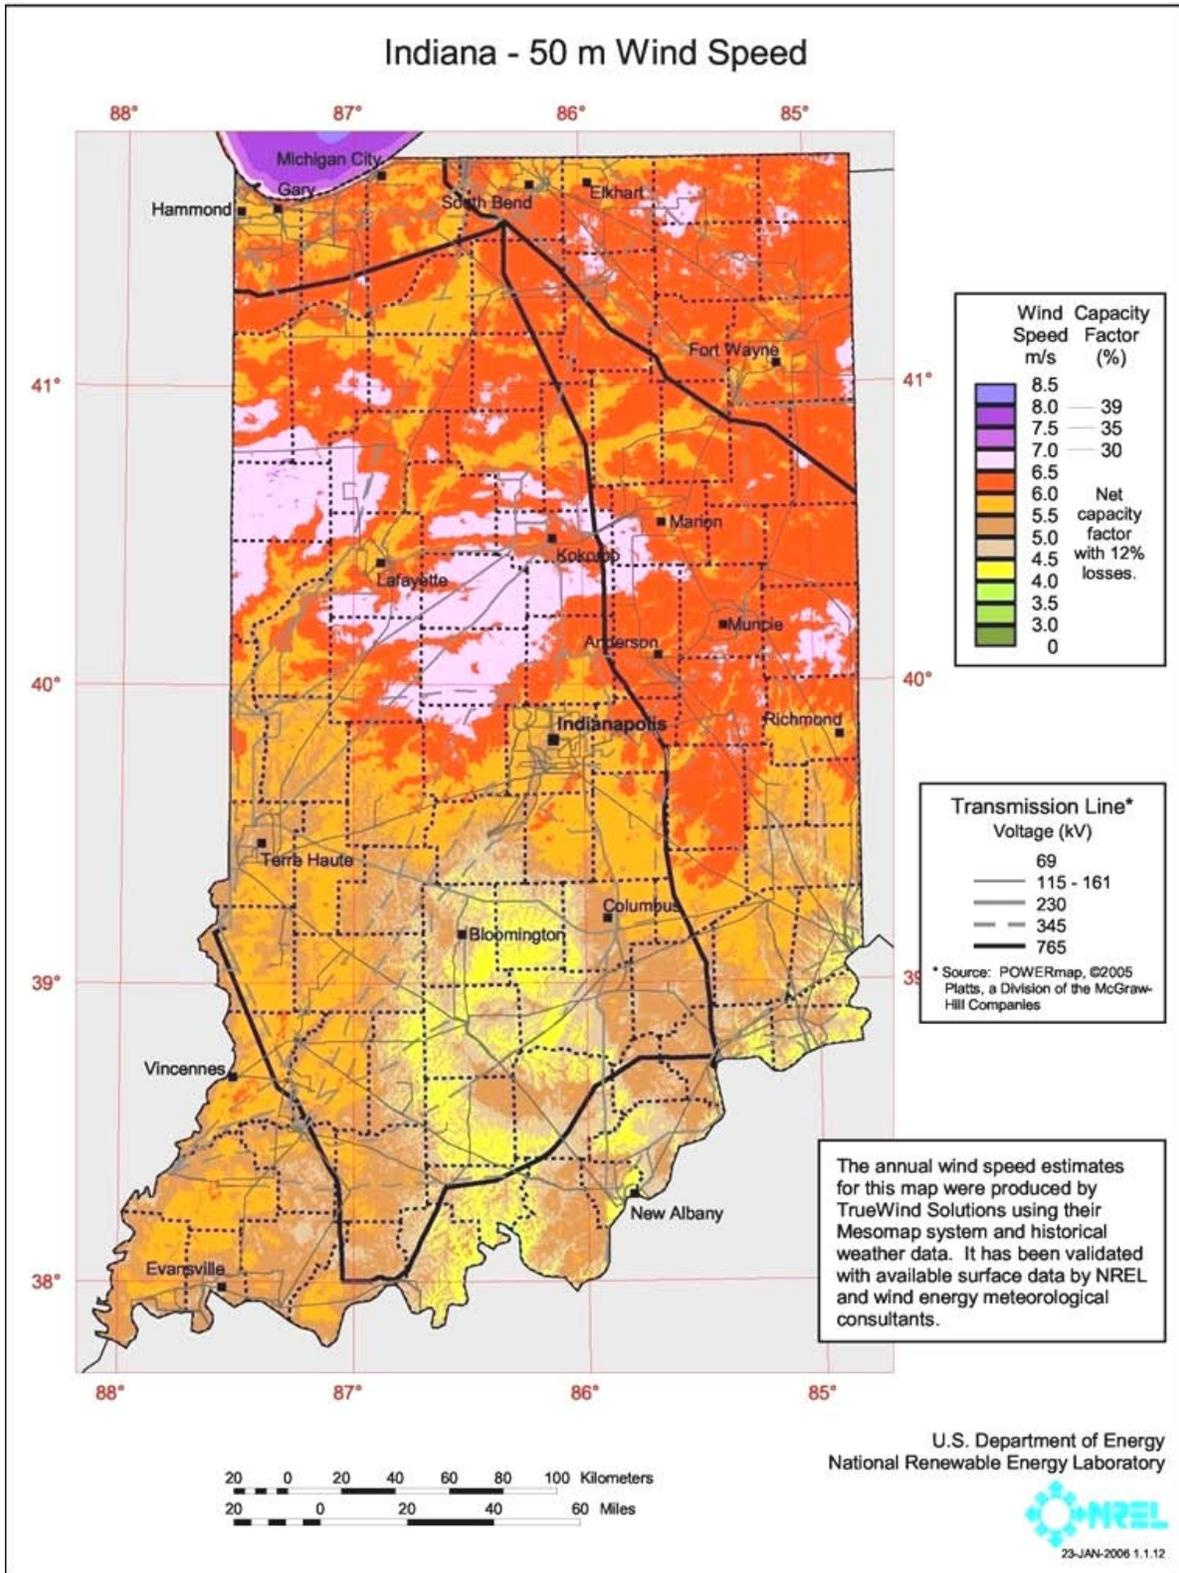 Indiana - 50 m Wind Speed
88° 87° 86° 85°
Michigan City
Gary
Hammond
South Bend
Elkhart
Fort Wayne
41° 41°
Marion
Kokomo
Lafayette
Muncie
Anderson
40° 40°
Indianapolis
Richmond
Terre Haute
Columbus
Bloomington
39° 39
Vincennes
New Albany
Evansville
38°
88° 87° 86° 85°
Wind Capacity
Speed Factor
m/s (%)
8.5
8.0 39
7.5 35
7.0 30
6.5
6.0
5.5
5.0
4.5
4.0
3.5
3.0
0
Net
capacity
factor
with 12%
losses.
Transmission Line*
Voltage (kV)
69
115 - 161
230
345
765
* Source: POWERmap, ©2005
Platts, a Division of the McGraw-
Hill Companies
The annual wind speed estimates
for this map were produced by
TrueWind Solutions using their
Mesomap system and historical
weather data. It has been validated
with available surface data by NREL
and wind energy meteorological
consultants.
U.S. Department of Energy
National Renewable Energy Laboratory
20 0 20 40 60 80 100 Kilometers
20 0 20 40 60 Miles
NREL
23-JAN-2006 1.1.12